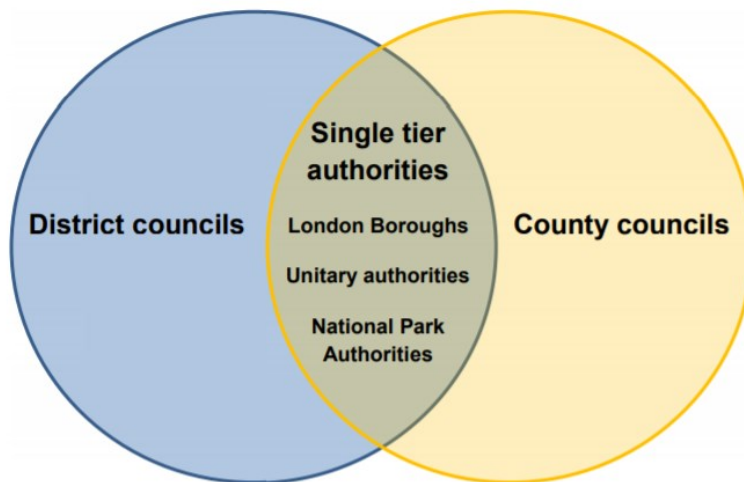 District councils
Single tier
authorities
London Boroughs
Unitary authorities
National Park
Authorities
County councils